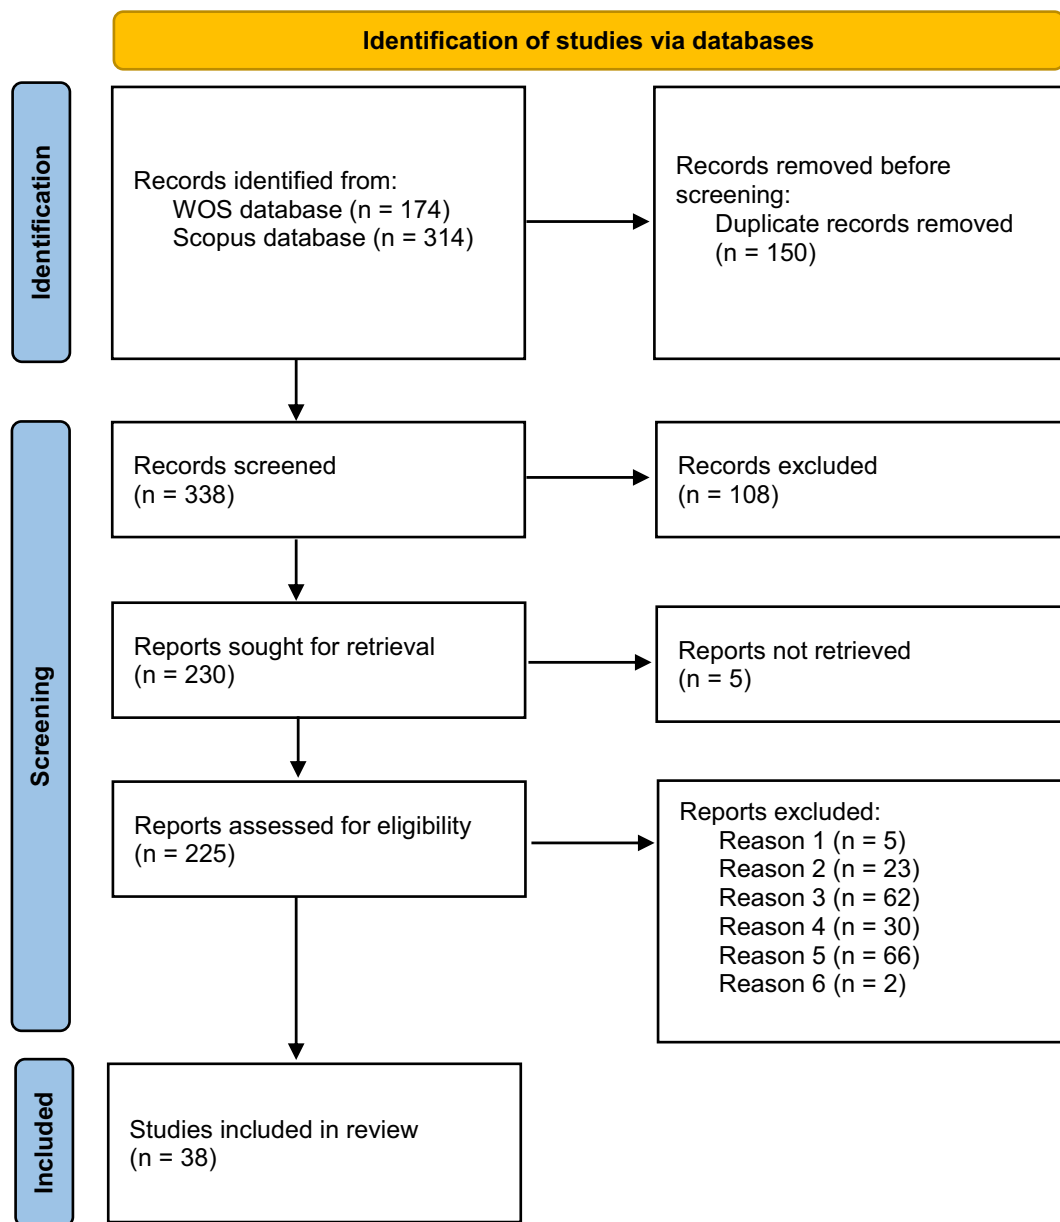 Identification of studies via databases
Identification
Records identified from:
WOS database (n = 174)
Scopus database (n = 314)
Records removed before
screening:
Duplicate records removed
(n = 150)
Screening
Records screened
(n = 338)
Records excluded
(n = 108)
Reports sought for retrieval
(n = 230)
Reports not retrieved
(n = 5)
Reports assessed for eligibility
(n = 225)
Reports excluded:
Reason 1 (n = 5)
Reason 2 (n = 23)
Reason 3 (n = 62)
Reason 4 (n = 30)
Reason 5 (n = 66)
Reason 6 (n = 2)
Included
Studies included in review
(n = 38)